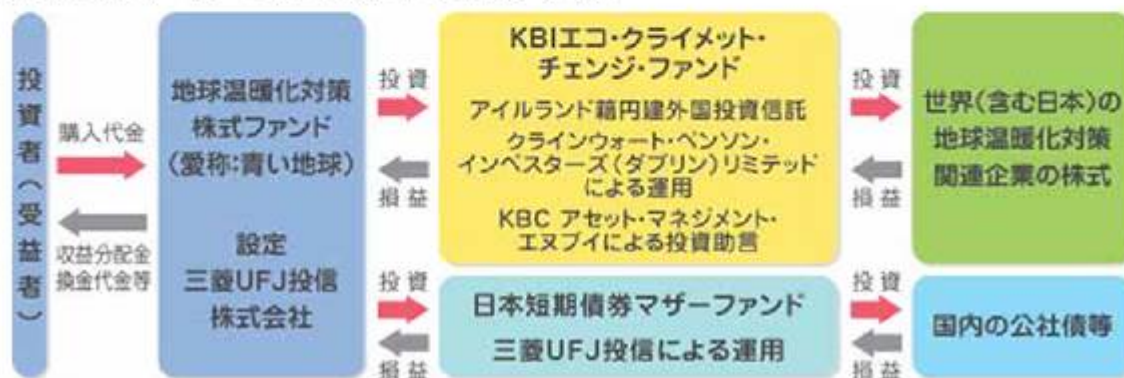 投資者（受益者）
購入代金
収益分配金
換金代金等
地球温暖化対策
株式ファンド
（愛称:青い地球）
設定
三菱UFJ投信
株式会社
投資
損益
投資
損益
KBIエコ・クライメット・
チェンジ・ファンド
アイルランド籍円建外国投資信託
クラインウォート・ベンソン・
インベスターズ（ダブリン）リミテッド
による運用
KBC アセット・マネジメント・
エヌブイによる投資助言
日本短期債券マザーファンド
三菱UFJ投信による運用
投資
損益
投資
損益
世界（含む日本）の
地球温暖化対策
関連企業の株式
国内の公社債等